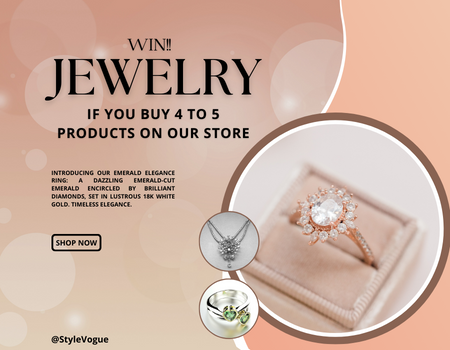 WIN!!
JEWELRY
IF YOU BUY 4 TO 5
PRODUCTS ON OUR STORE
INTRODUCING OUR EMERALD ELEGANCE
RING: A DAZZLING EMERALD-CUT
EMERALD ENCIRCLED BY BRILLIANT
DIAMONDS, SET IN LUSTROUS 18K WHITE
GOLD. TIMELESS ELEGANCE.
SHOP NOW
@StyleVogue